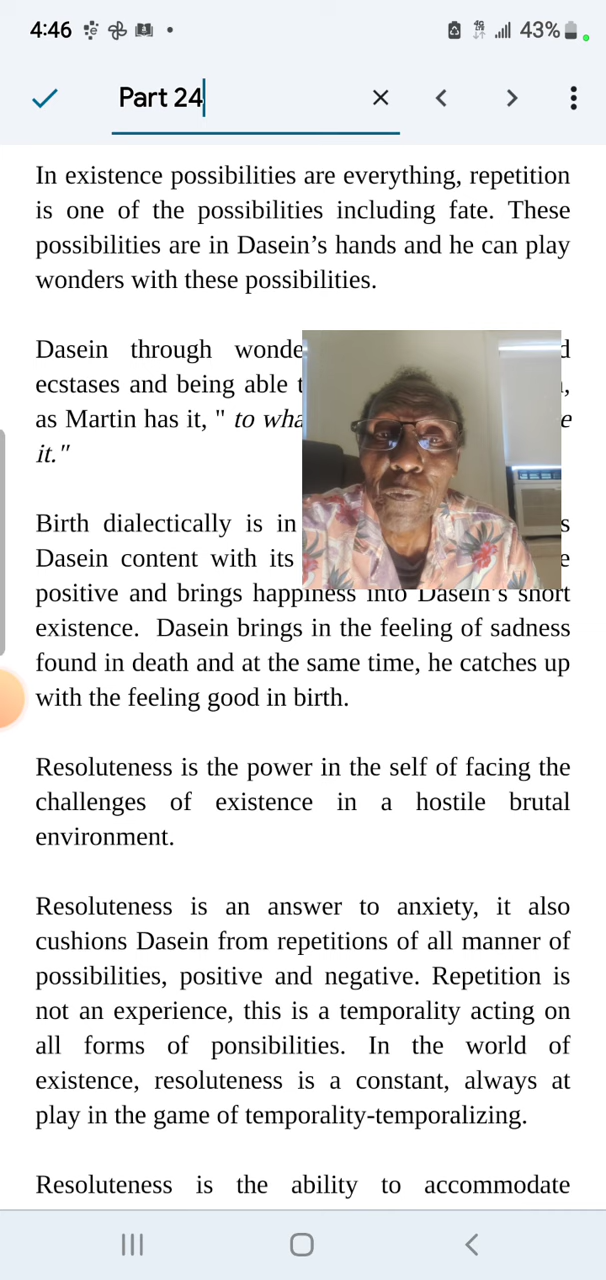 4:46
43%
Part 24
In existence possibilities are everything, repetition
is one of the possibilities including fate. These
possibilities are in Dasein's hands and he can play
wonders with these possibilities.
Dasein through
ecstases and being able
as Martin has it, " to
it."
Birth dialectically is in
Dasein content with its
positive and brings happiness into Dasein's short
existence. Dasein brings in the feeling of sadness
found in death and at the same time, he catches up
with the feeling good in birth.
Resoluteness is the power in the self of facing the
challenges of existence in a hostile brutal
environment.
Resoluteness is an answer to anxiety, it also
cushions Dasein from repetitions of all manner of
possibilities, positive and negative. Repetition is
not an experience, this is a temporality acting on
all forms of ponsibilities. In the world of
existence, resoluteness is a constant, always at
play in the game of temporality-temporalizing.
Resoluteness is the ability to accommodate